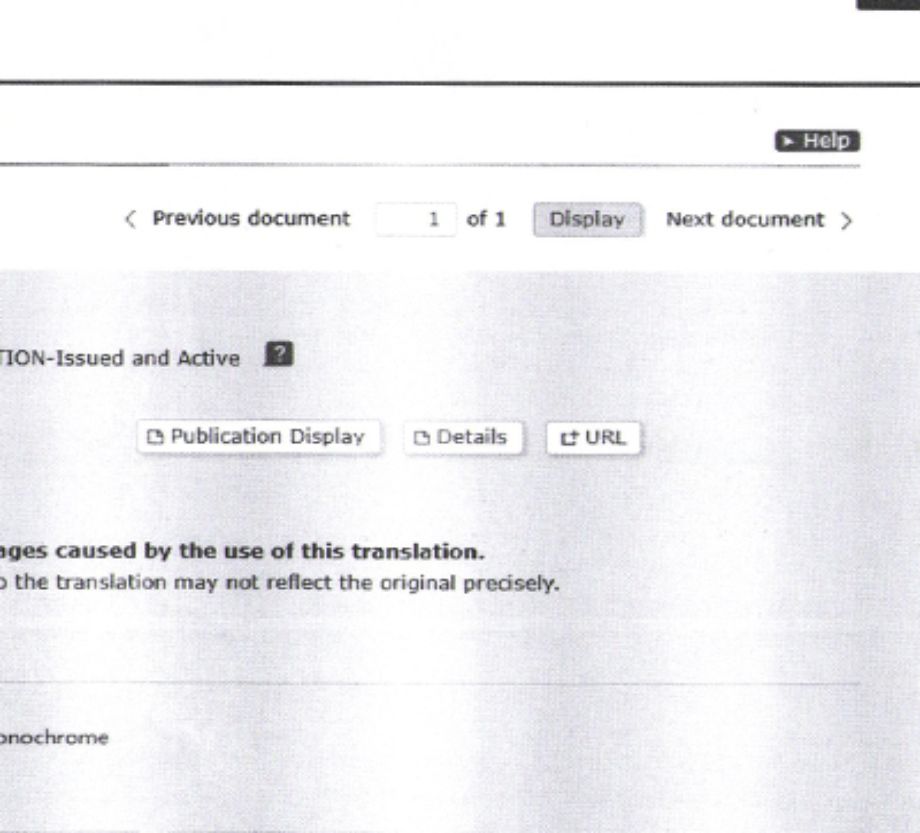 Help
Previous document 1 of 1 Display Next document
TION-Issued and Active ?
Publication Display Details URL
ages caused by the use of this translation.
o the translation may not reflect the original precisely.
onochrome